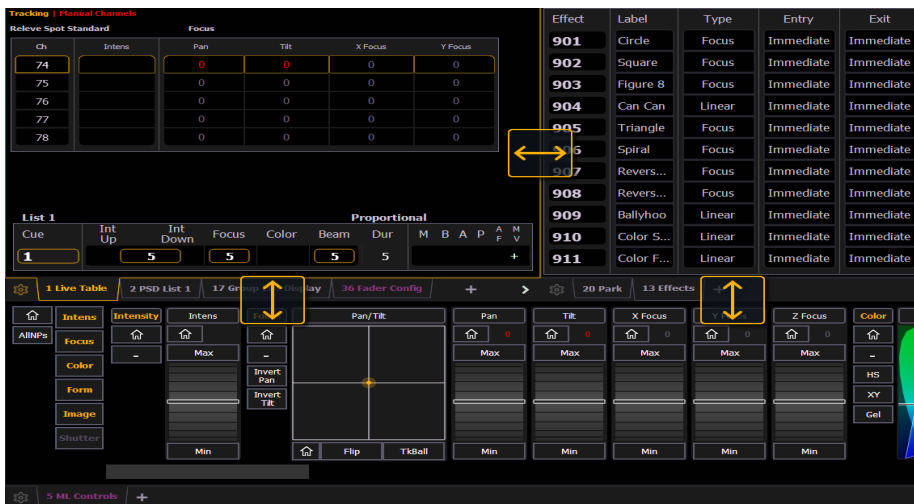 Tracking | Manual Channels
Releve Spot Standard Focus
Ch Intens Pan Tilt X Focus Y Focus
74 0 0 0 0
75 0 0 0 0
76 0 0 0 0
77 0 0 0 0
78 0 0 0 0
List 1 Proportional
Cue Int Up Int Down Focus Color Beam Dur M B A P A F M V
1 5 5 5 5 +
Effect Label Type Entry Exit
901 Circle Focus Immediate Immediate
902 Square Focus Immediate Immediate
903 Figure 8 Focus Immediate Immediate
904 Can Can Linear Immediate Immediate
905 Triangle Focus Immediate Immediate
906 Spiral Focus Immediate Immediate
907 Revers... Focus Immediate Immediate
908 Revers... Focus Immediate Immediate
909 Ballyhoo Linear Immediate Immediate
910 Color S... Linear Immediate Immediate
911 Color F... Linear Immediate Immediate
1 Live Table 2 PSD List 1 17 Display 36 Fader Config + >
20 Park 13 Effects
AllNPs
Intens
Focus
Color
Form
Image
Shutter
Intensity
-
Intens
Max
Min
-
Invert
Pan
Invert
Tilt
Pan/Tilt
Flip TkBall
Pan
0
Max
Min
Tilt
0
Max
Min
X Focus
0
Max
Min
Y Focus
0
Max
Min
Z Focus
0
Max
Min
Color
-
HS
XY
Gel
5 ML Controls +